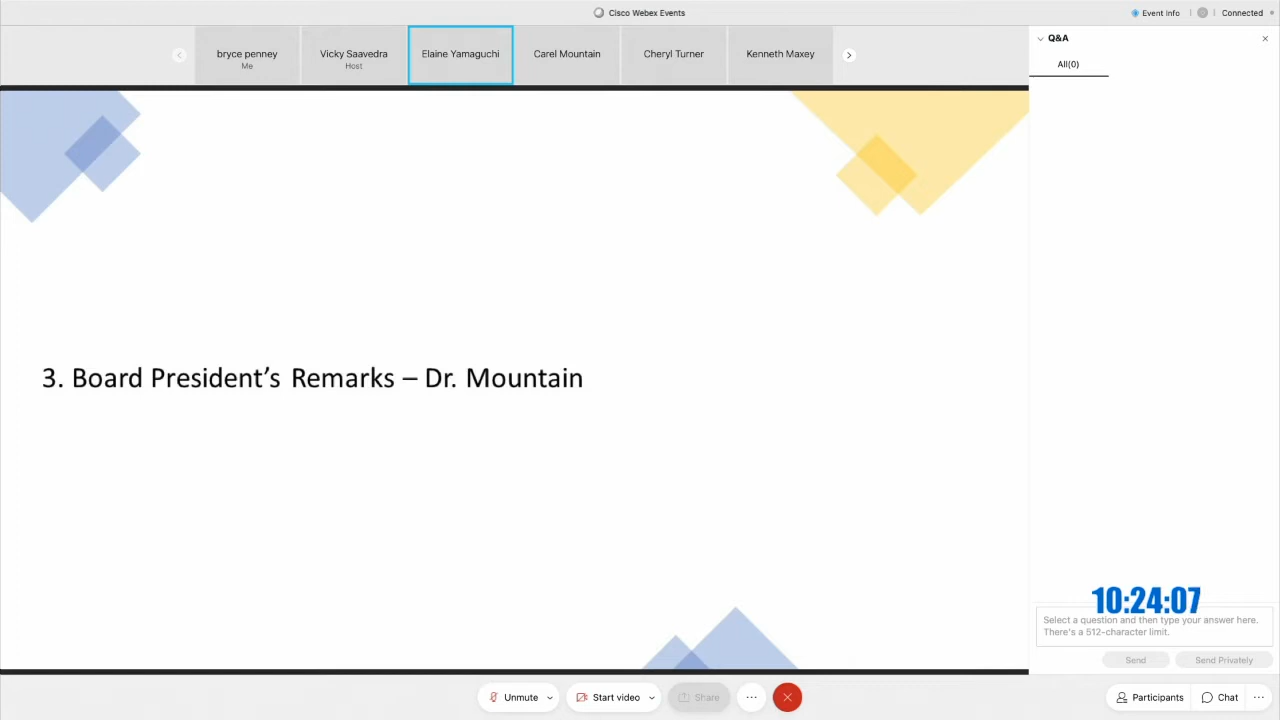 Cisco Webex Events
Event Info
Connected
bryce penney
Me
Vicky Saavedra
Host
Elaine Yamaguchi
Carel Mountain
Cheryl Turner
Kenneth Maxey
Q&A
All(0)
3. Board President's Remarks – Dr. Mountain
10:24:07
Select a question and then type your answer here.
There's a 512-character limit.
Send
Send Privately
Unmute
Start video
Share
Participants
Chat